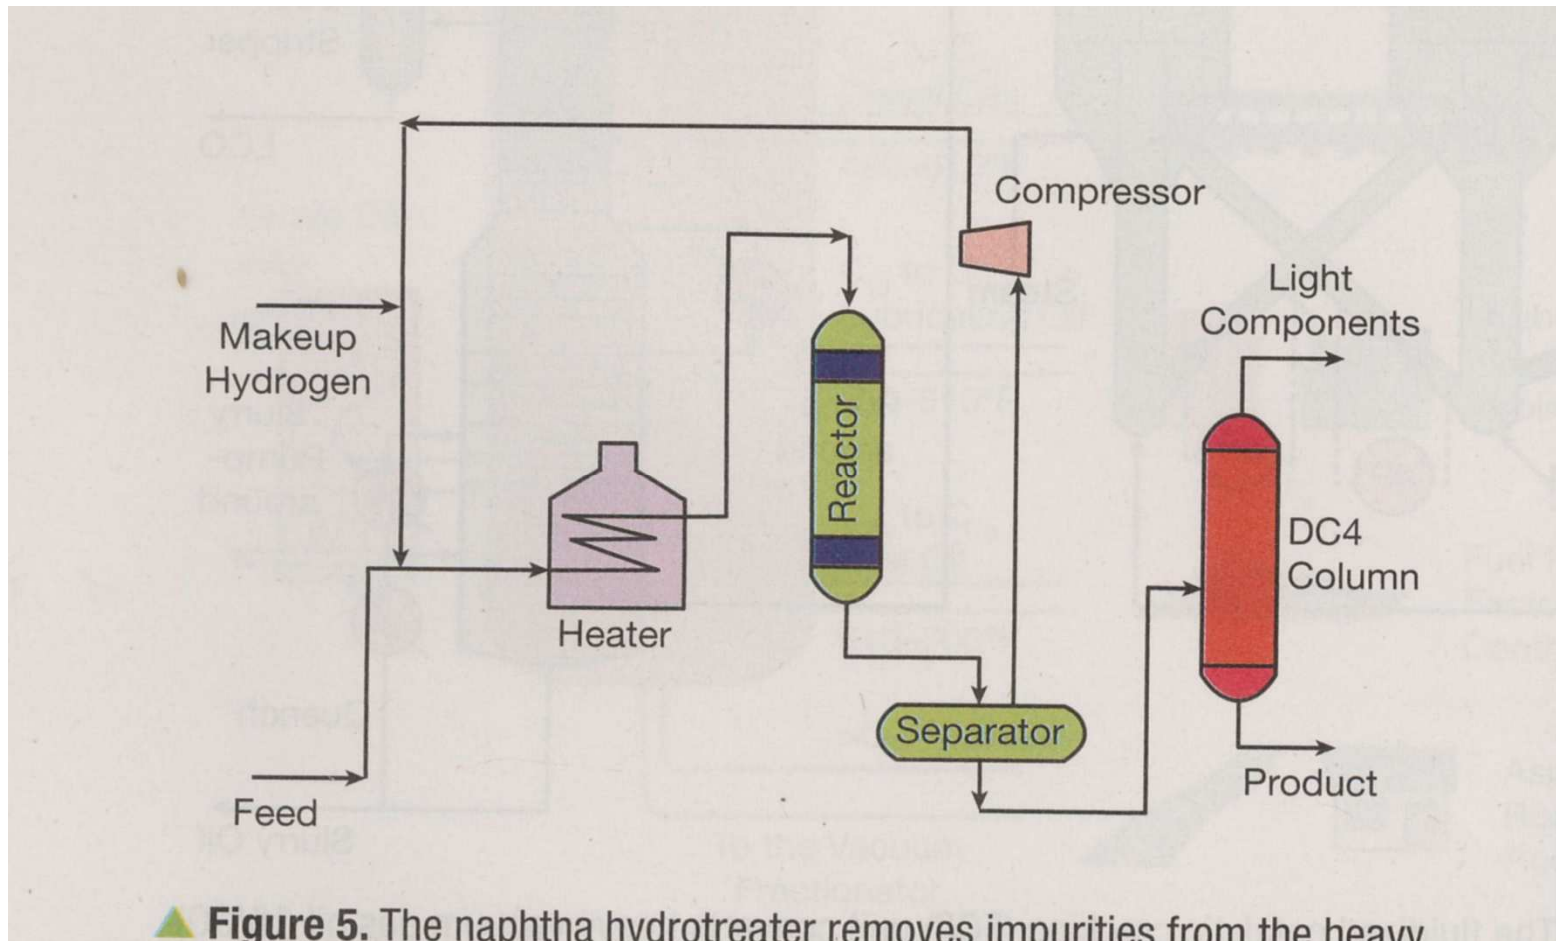 Compressor
Light
Components
Makeup
Hydrogen
Reactor
DC4
Column
Heater
Separator
Product
Feed
Figure 5. The naphtha hydrotreater removes impurities from the heavy